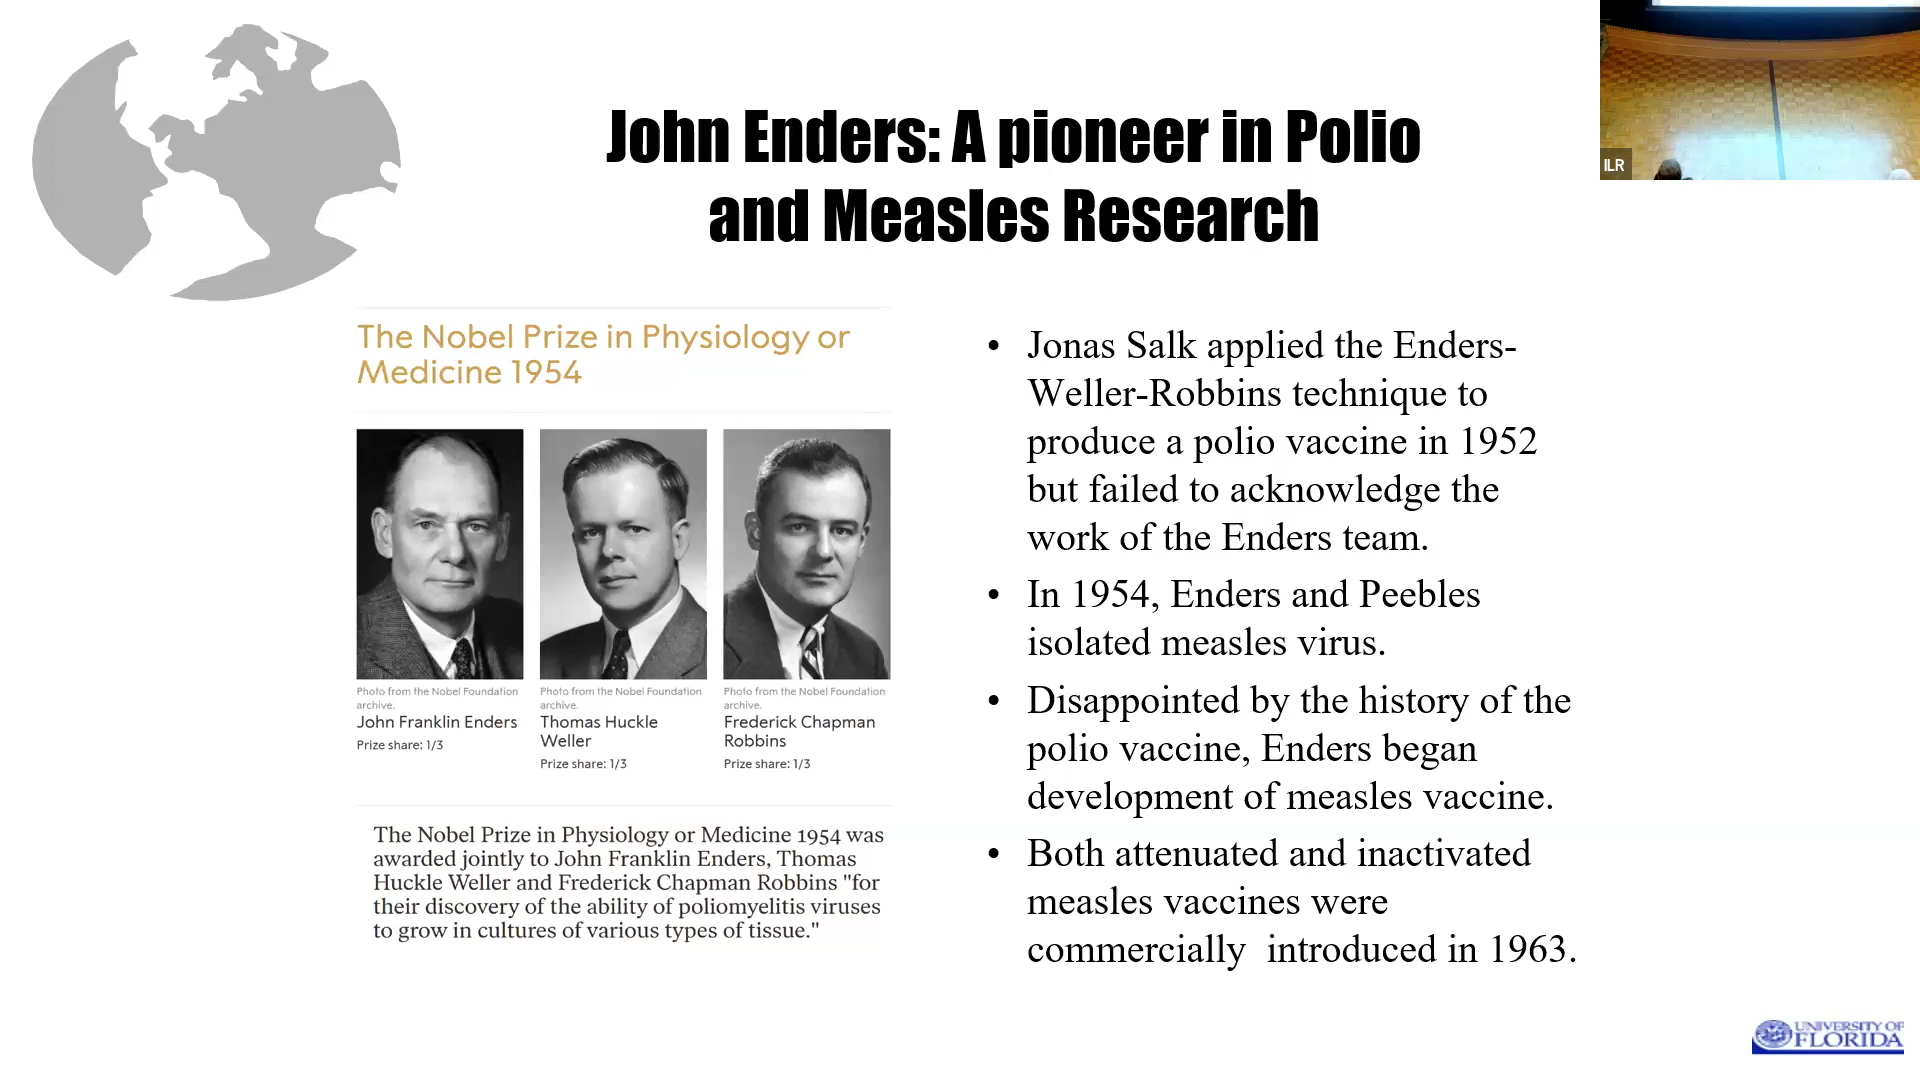 John Enders: A pioneer in Polio
and Measles Research
ILR
The Nobel Prize in Physiology or
Medicine 1954
Photo from the Nobel Foundation
archive.
John Franklin Enders
Prize share: 1/3
Photo from the Nobel Foundation
archive.
Thomas Huckle
Weller
Prize share: 1/3
Photo from the Nobel Foundation
archive.
Frederick Chapman
Robbins
Prize share: 1/3
The Nobel Prize in Physiology or Medicine 1954 was
awarded jointly to John Franklin Enders, Thomas
Huckle Weller and Frederick Chapman Robbins "for
their discovery of the ability of poliomyelitis viruses
to grow in cultures of various types of tissue."
• Jonas Salk applied the Enders-
Weller-Robbins technique to
produce a polio vaccine in 1952
but failed to acknowledge the
work of the Enders team.
• In 1954, Enders and Peebles
isolated measles virus.
• Disappointed by the history of the
polio vaccine, Enders began
development of measles vaccine.
• Both attenuated and inactivated
measles vaccines were
commercially  introduced in 1963.
UNIVERSITY OF
FLORIDA